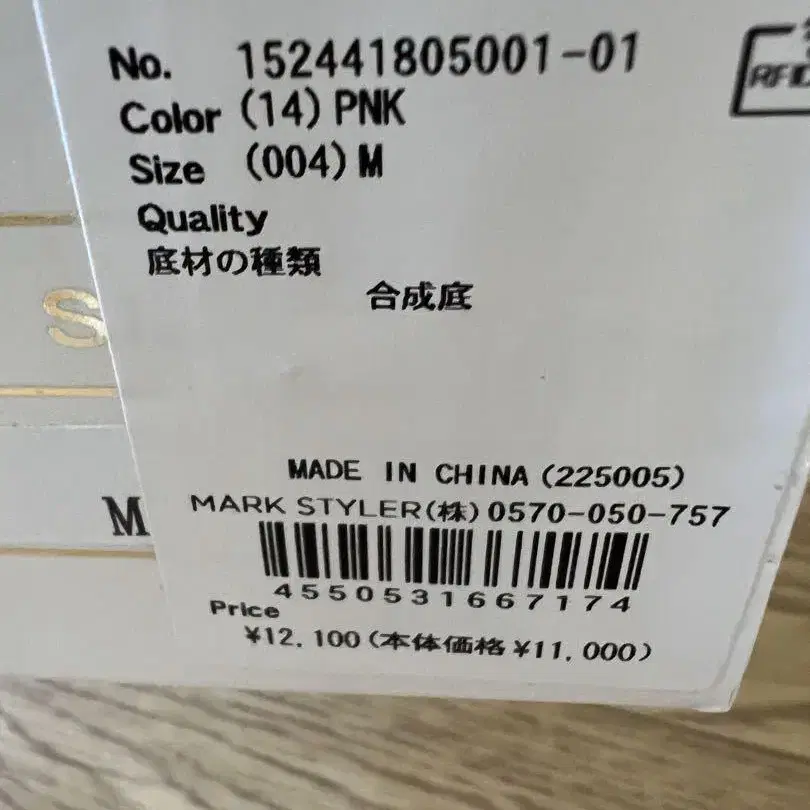 No. 152441805001-01
Color (14) PNK
Size (004) M
Quality
底材の種類
合成底
MADE IN CHINA (225005)
MARK STYLER(株) 0570-050-757
4550531667174
Price
¥12,100 (本体価格 ¥11,000)
RFID
S
M